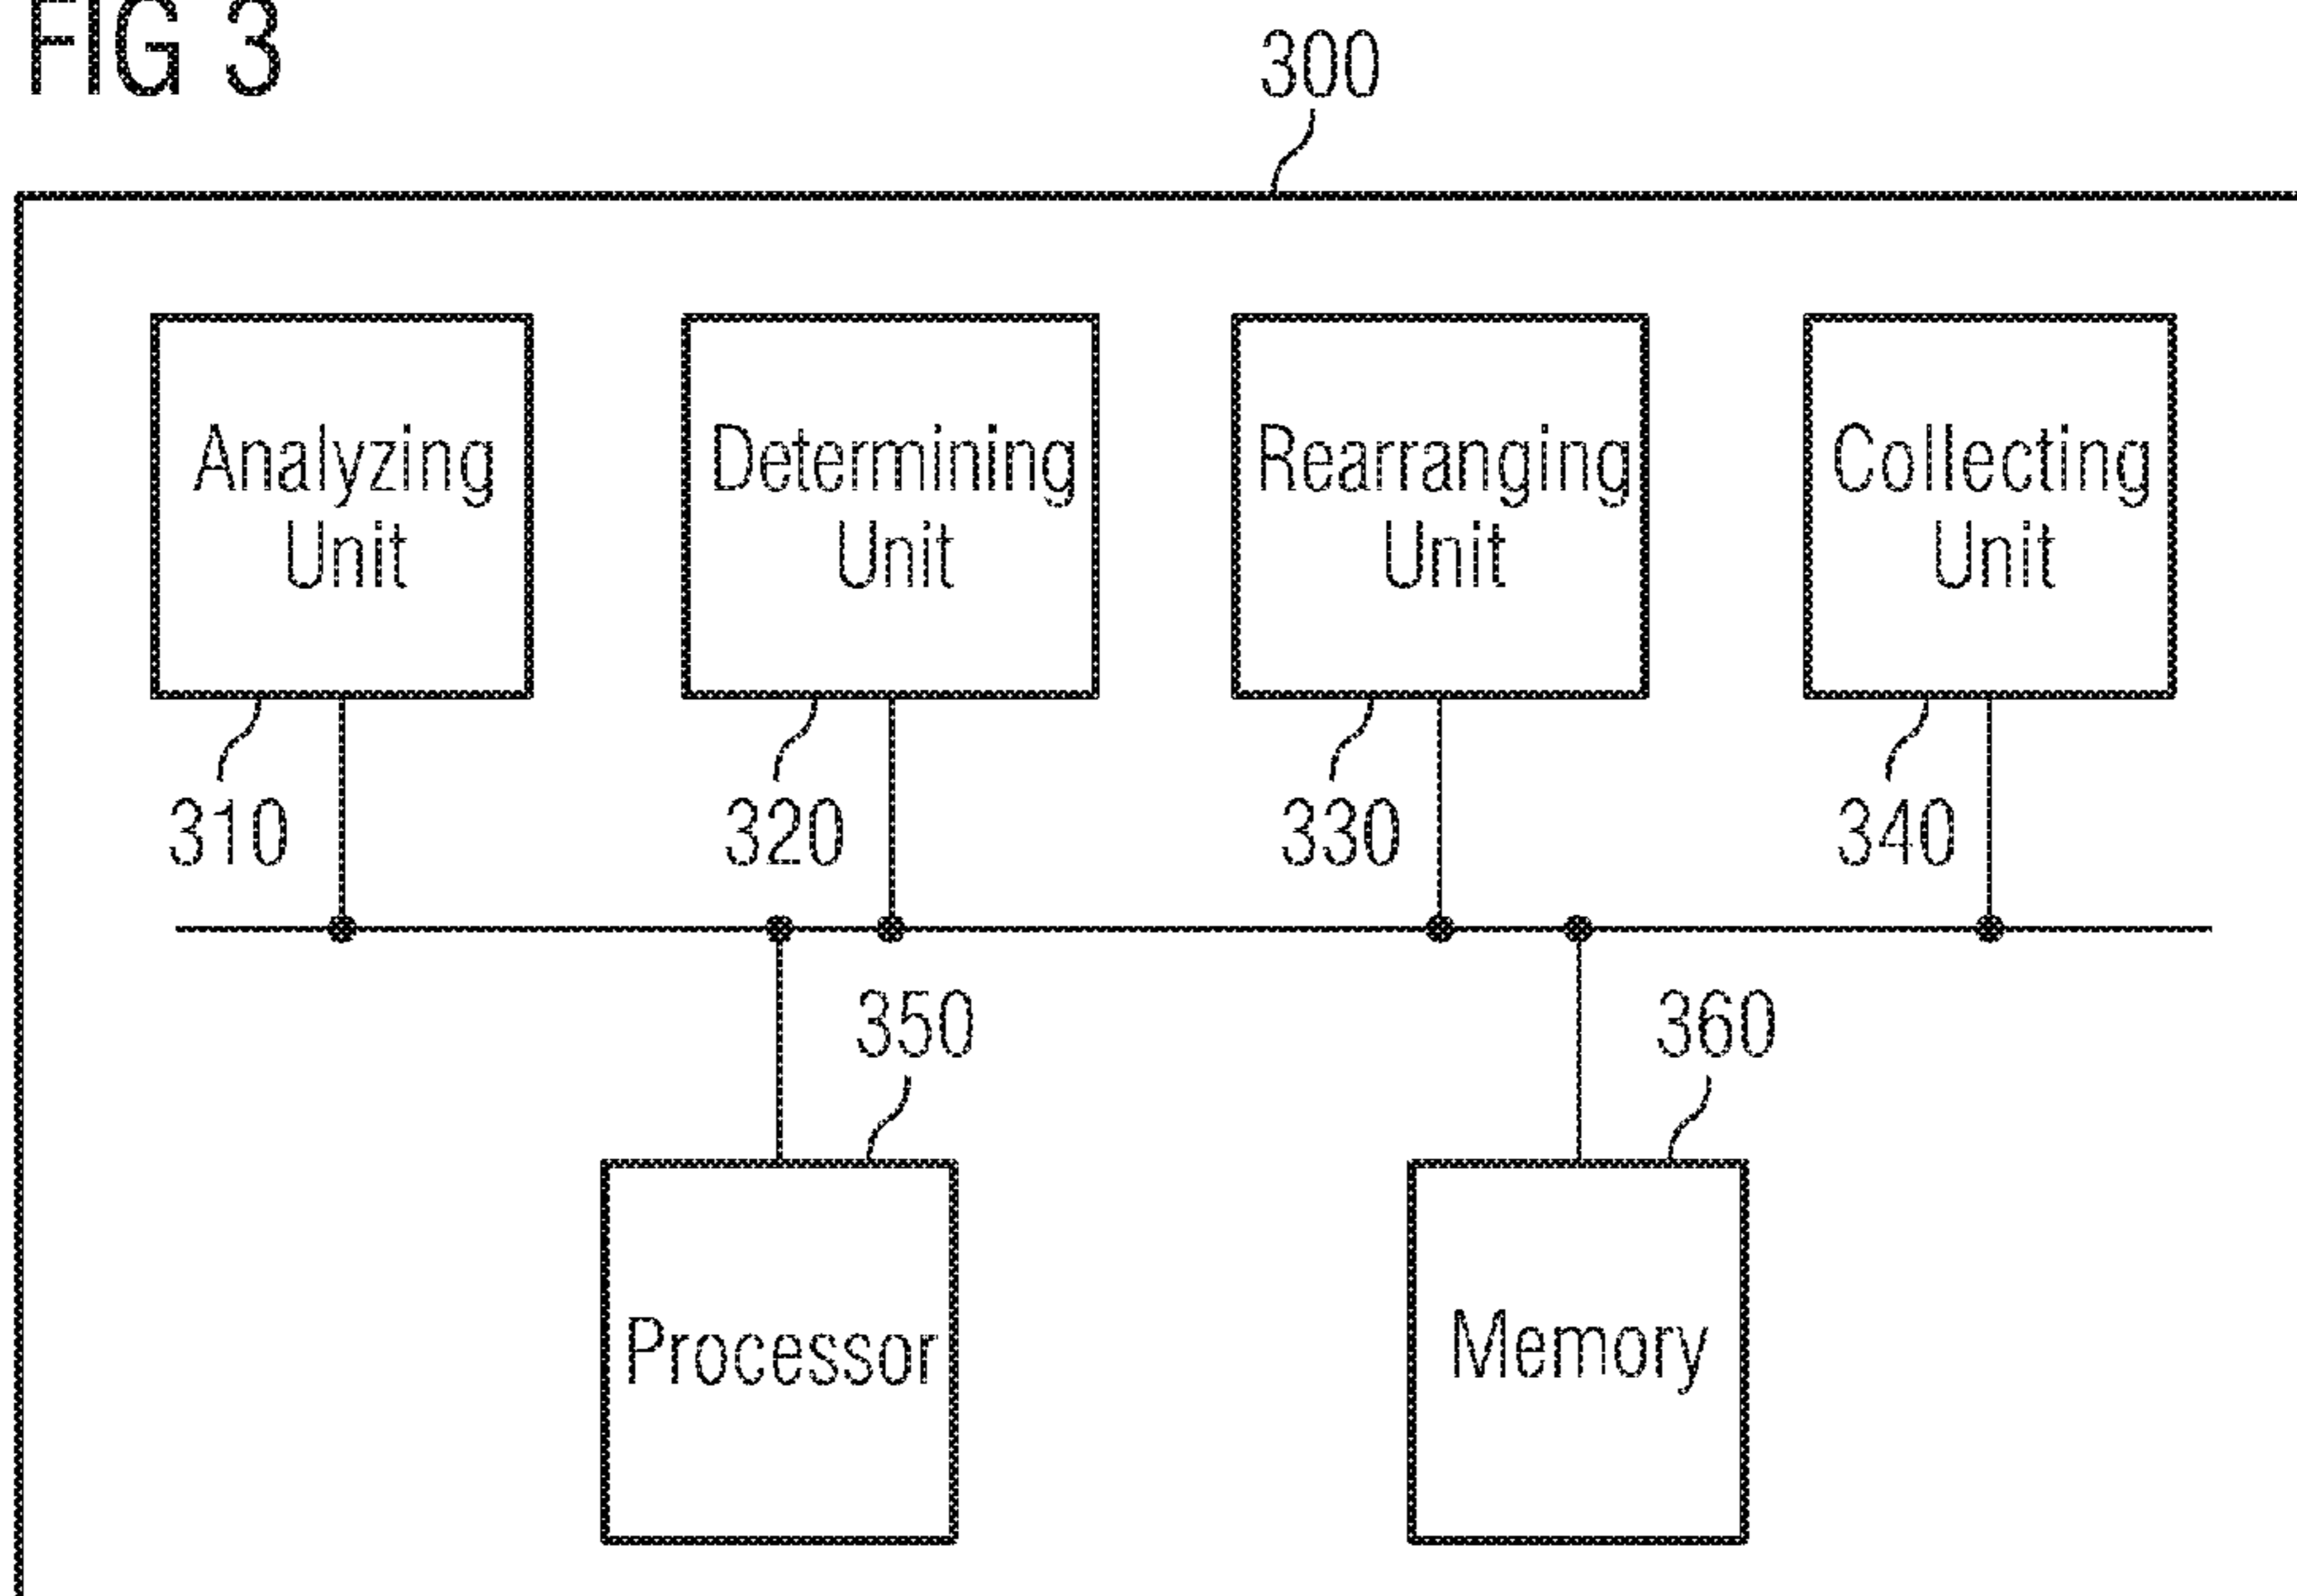 FIG 3
300
Analyzing
Unit
Determining
Unit
Rearranging
Unit
Collecting
Unit
310
320
330
340
350
360
Processor
Memory